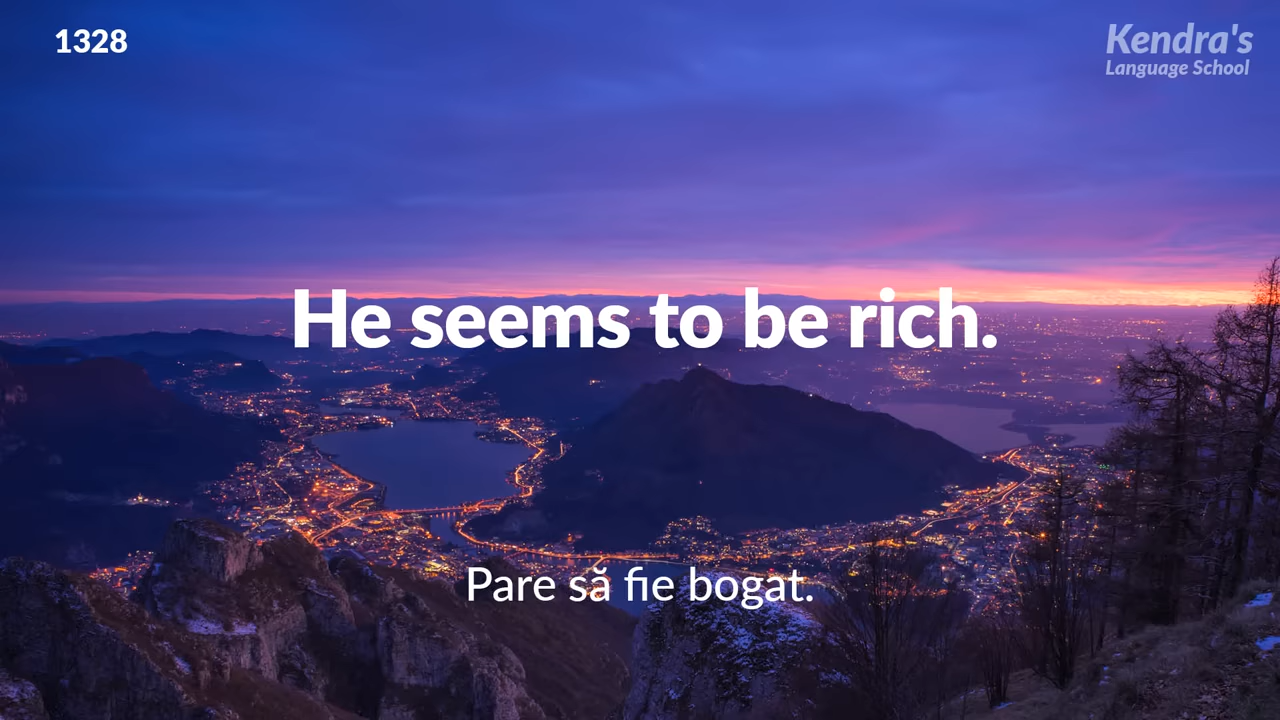 1328
Kendra's
Language School
He seems to be rich.
Pare să fie bogat.